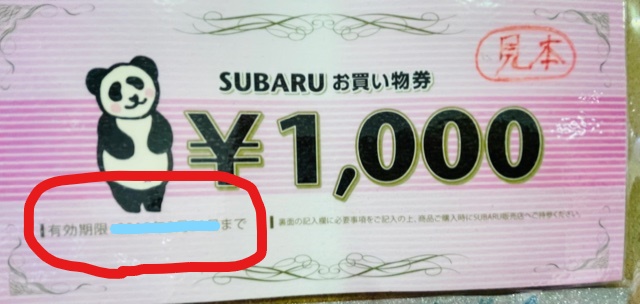 見本
SUBARU お買い物券
¥1,000
有効期限 まで
裏面の記入欄に必要事項をご記入の上、商品ご購入時にSUBARU販売店へご持参ください。